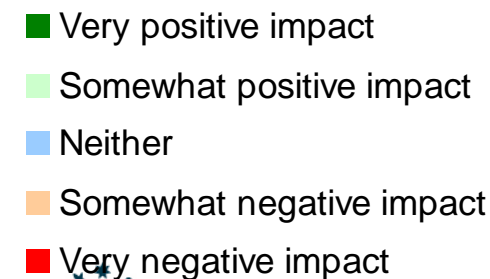 Very positive impact
Somewhat positive impact
Neither
Somewhat negative impact
Very negative impact